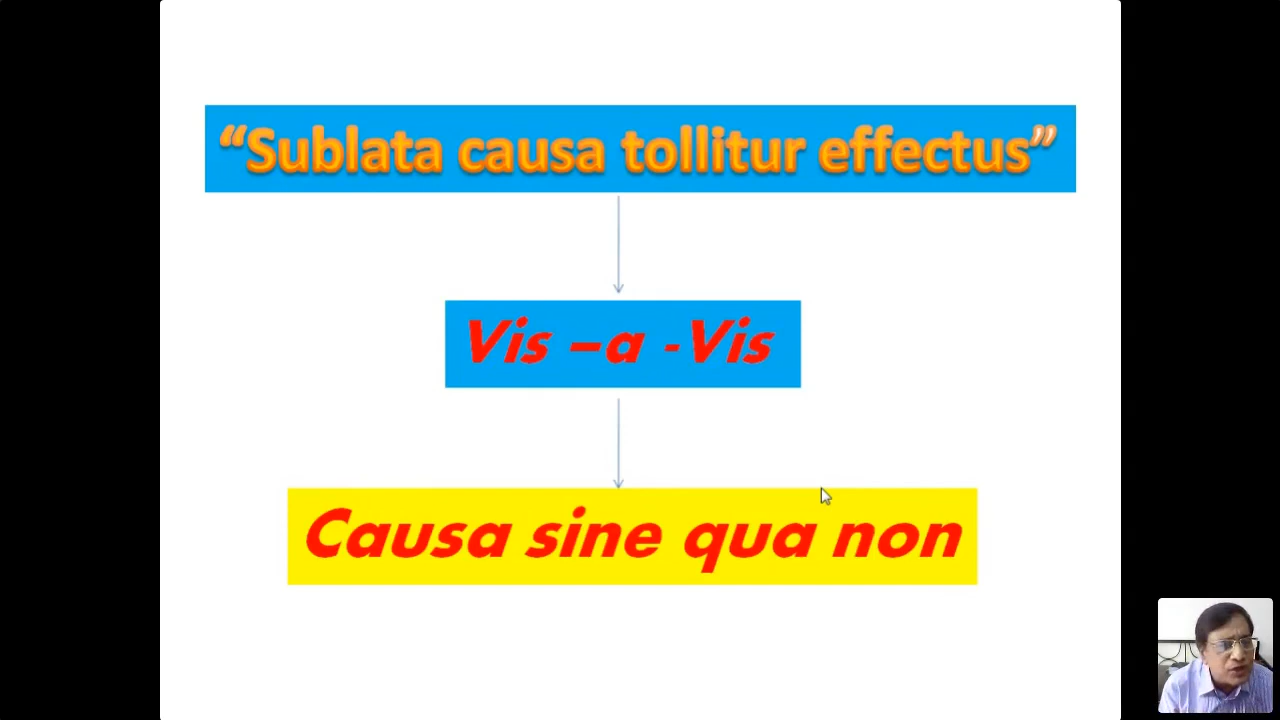 “Sublata causa tollitur effectus”
Vis –a -Vis
Causa sine qua non